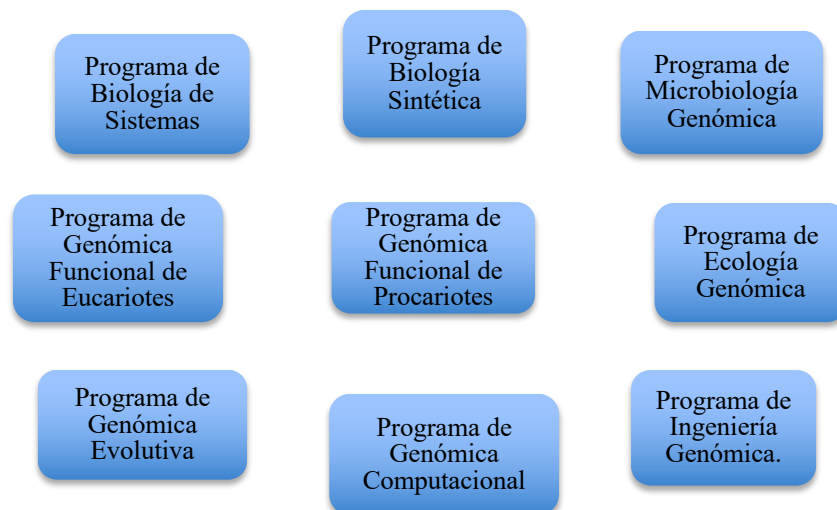 Programa de
Biología de
Sistemas
Programa de
Biología
Sintética
Programa de
Microbiología
Genómica
Programa de
Genómica
Funcional de
Eucariotes
Programa de
Genómica
Funcional de
Procariotes
Programa de
Ecología
Genómica
Programa de
Genómica
Evolutiva
Programa de
Genómica
Computacional
Programa de
Ingeniería
Genómica.